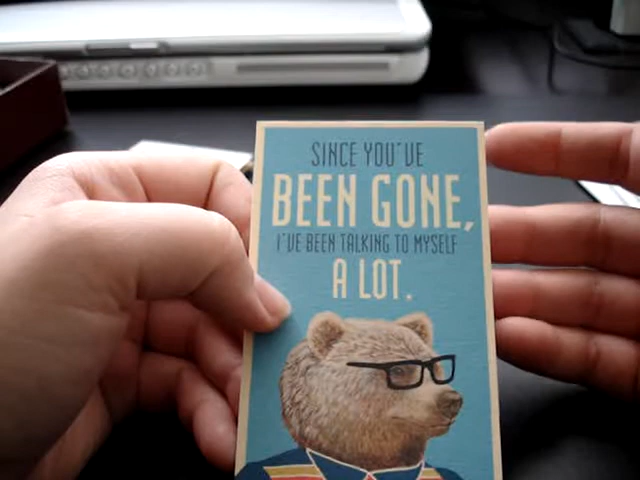 SINCE YOU'VE
BEEN GONE,
I'VE BEEN TALKING TO MYSELF
A LOT.